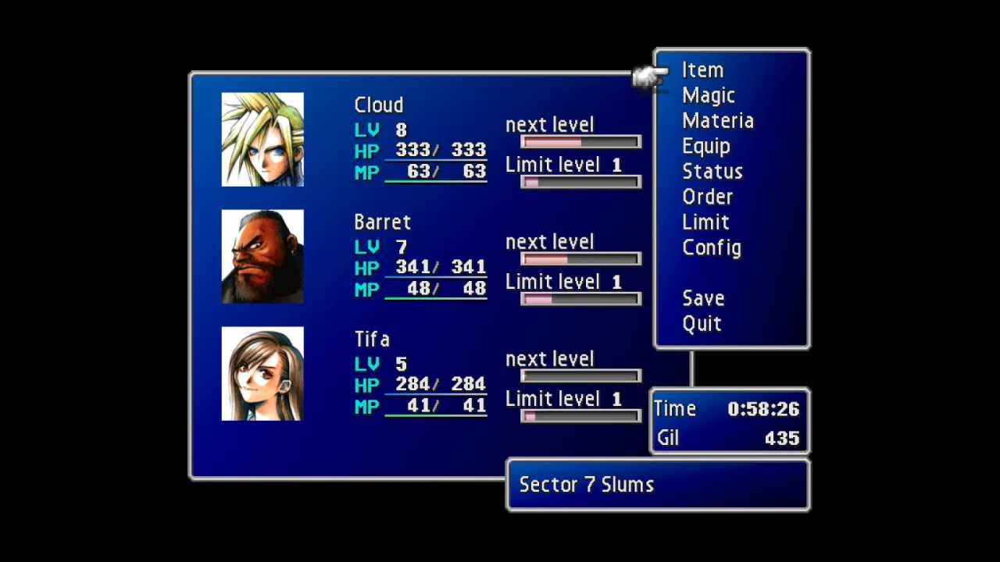 Cloud
LV 8
HP 333/ 333
MP 63/ 63
next level
Limit level 1
Barret
LV 7
HP 341/ 341
MP 48/ 48
next level
Limit level 1
Tifa
LV 5
HP 284/ 284
MP 41/ 41
next level
Limit level 1
Item
Magic
Materia
Equip
Status
Order
Limit
Config
Save
Quit
Time 0:58:26
Gil 435
Sector 7 Slums